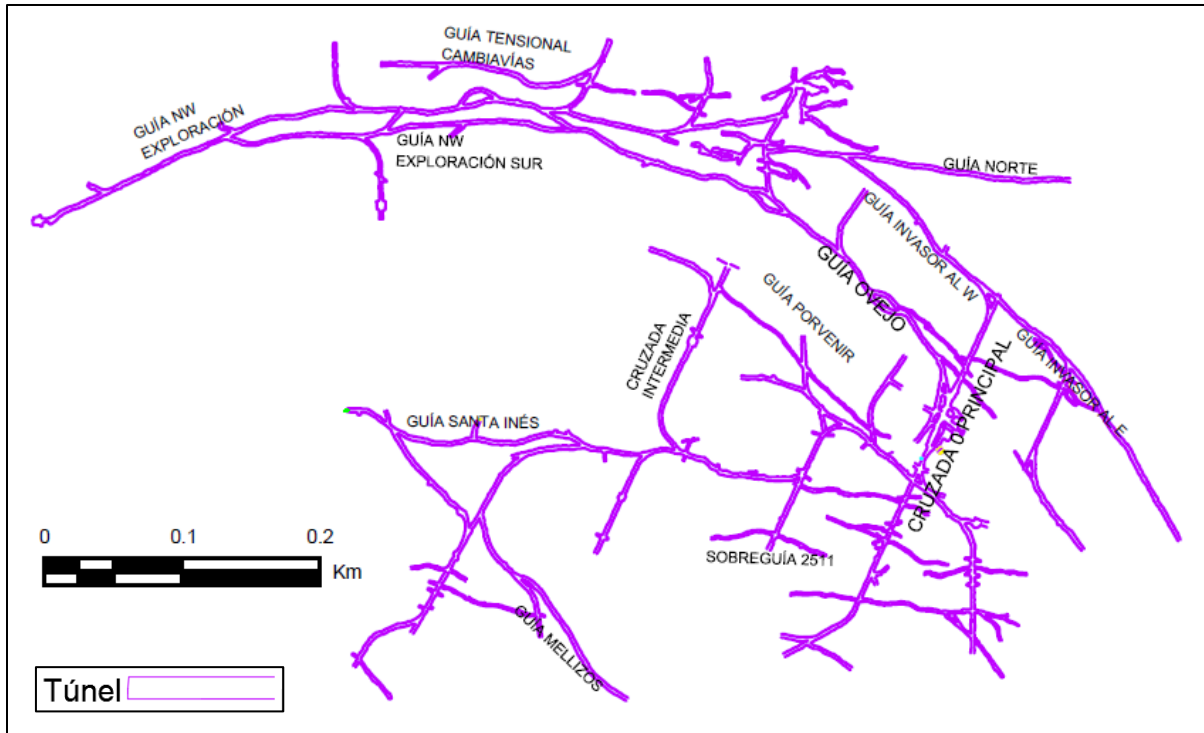 GUÍA TENSIONAL
CAMBIAVÍAS
GUÍA NW
EXPLORACIÓN
GUÍA NW
EXPLORACIÓN SUR
GUÍA NORTE
GUÍA INVASOR AL W
GUÍA OVEJO
GUÍA PORVENIR
CRUZADA
INTERMEDIA
GUÍA INVASOR AL E
CRUZADA 0 PRINCIPAL
GUÍA SANTA INÉS
SOBREGUÍA 2511
GUÍA MELLIZOS
0 0.1 0.2
Km
Túnel